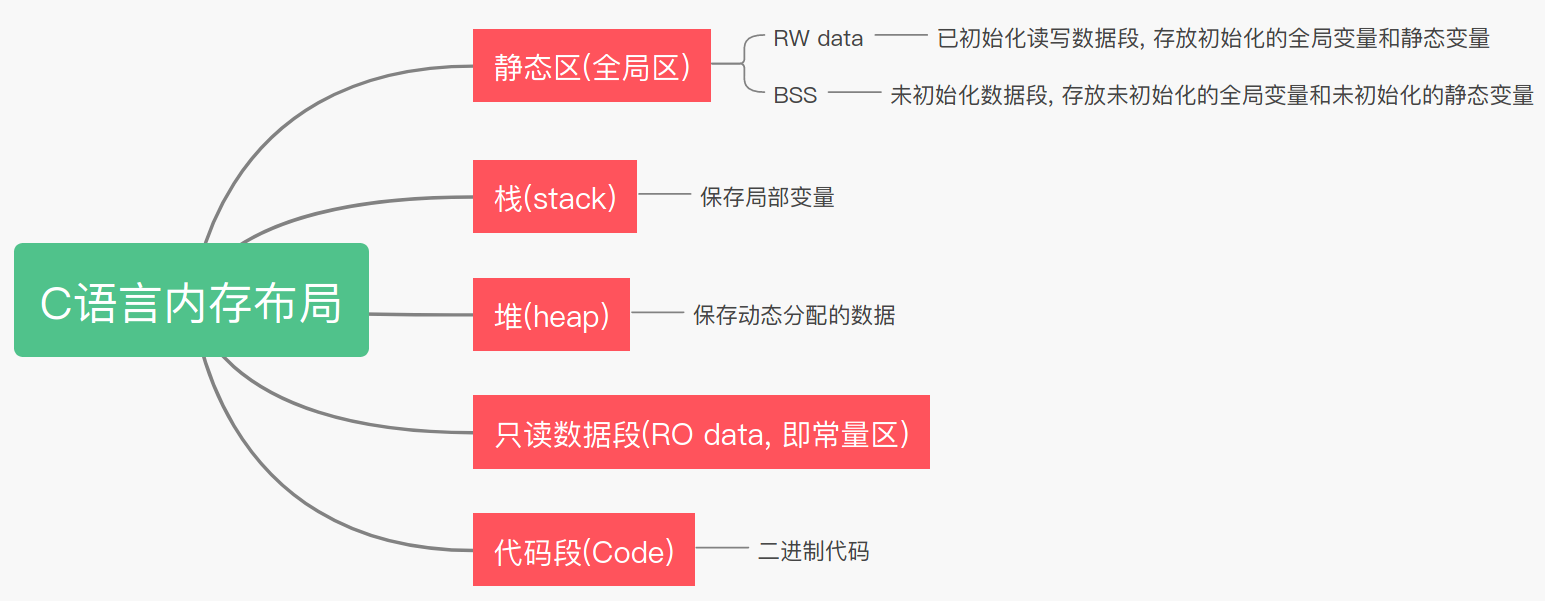 C语言内存布局
静态区(全局区)
RW data
已初始化读写数据段, 存放初始化的全局变量和静态变量
BSS
未初始化数据段, 存放未初始化的全局变量和未初始化的静态变量
栈(stack)
保存局部变量
堆(heap)
保存动态分配的数据
只读数据段(RO data, 即常量区)
代码段(Code)
二进制代码